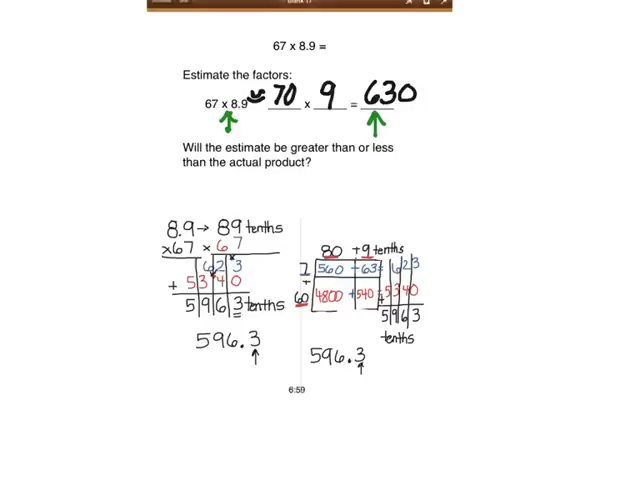 67 x 8.9 =
Estimate the factors:
67 x 8.9 ≈ 70 x 9 = 630
Will the estimate be greater than or less
than the actual product?
8.9 → 89 tenths
x67 x 67
623
+ 5340
5963 tenths
596.3
80 + 9 tenths
7 560 + 63 = 623
+
60 4800 + 540 = +5340
5963
tenths
596.3
6:59